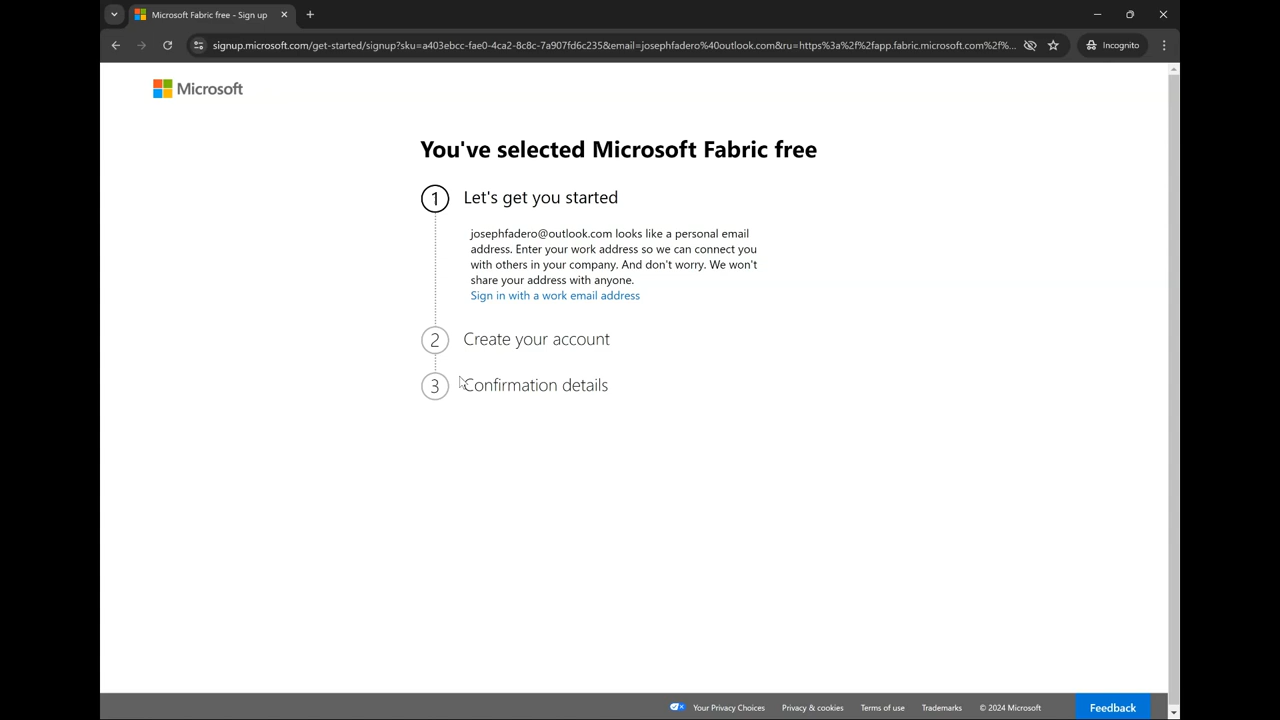 Microsoft Fabric free - Sign up
signup.microsoft.com/get-started/signup?sku=a403ebcc-fae0-4ca2-8c8c-7a907fd6c235&email=josephfadero%40outlook.com&ru=https%3a%2f%2fapp.fabric.microsoft.com%2f%...
Incognito
Microsoft
You've selected Microsoft Fabric free
1 Let's get you started
josephfadero@outlook.com looks like a personal email
address. Enter your work address so we can connect you
with others in your company. And don't worry. We won't
share your address with anyone.
Sign in with a work email address
2 Create your account
3 Confirmation details
Your Privacy Choices Privacy & cookies Terms of use Trademarks © 2024 Microsoft Feedback